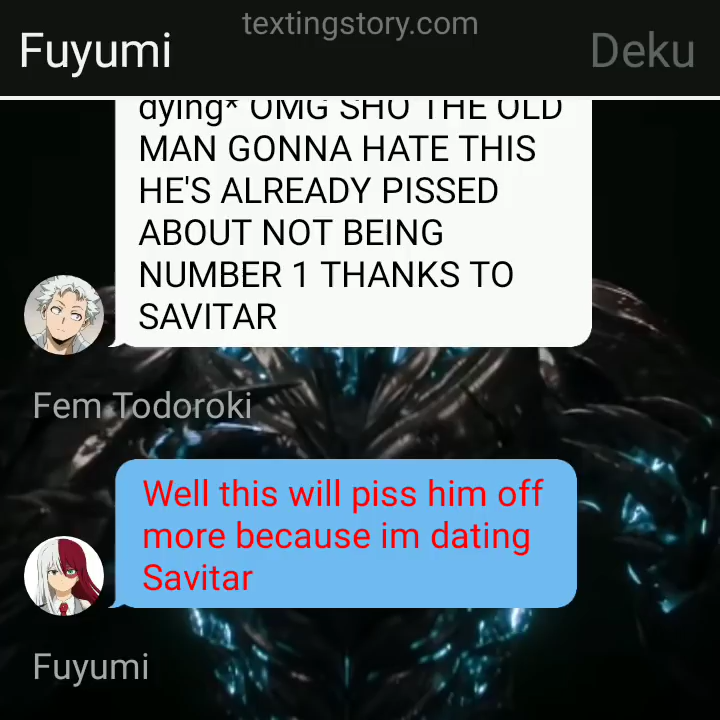 textingstory.com
Fuyumi
Deku
dying* OMG SHO THE OLD
MAN GONNA HATE THIS
HE'S ALREADY PISSED
ABOUT NOT BEING
NUMBER 1 THANKS TO
SAVITAR
Fem Todoroki
Well this will piss him off
more because im dating
Savitar
Fuyumi